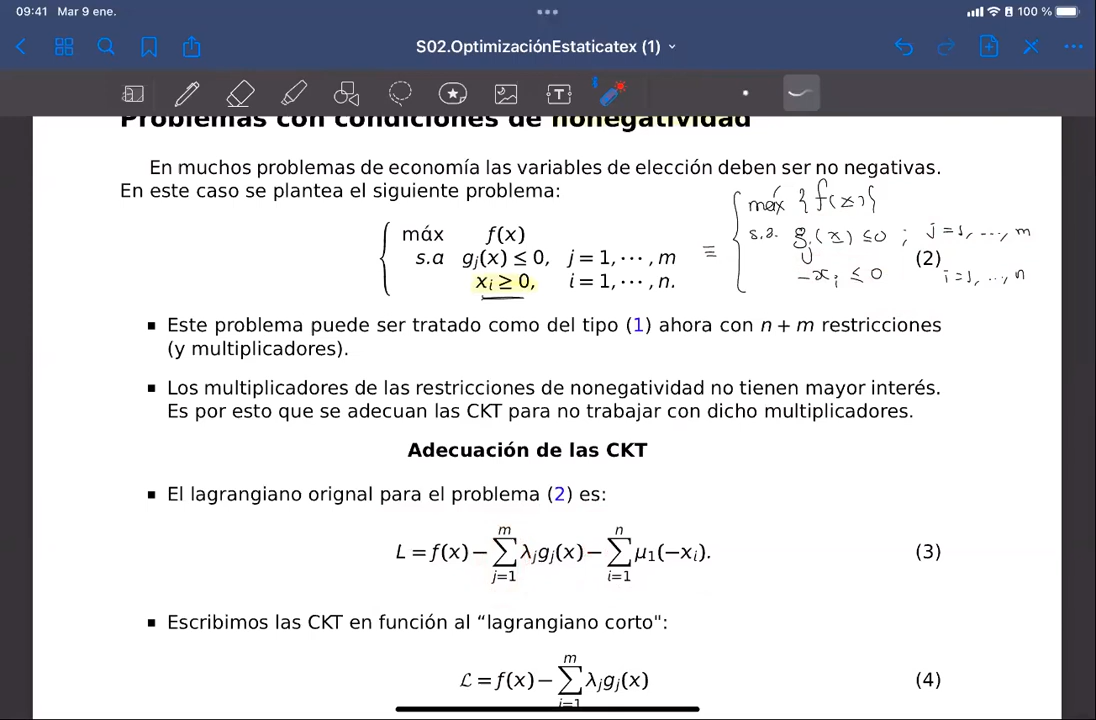 09:41 Mar 9 ene.
100 %
S02.OptimizaciónEstaticatex (1)
Problemas con condiciones de nonegatividad
En muchos problemas de economía las variables de elección deben ser no negativas.
En este caso se plantea el siguiente problema:
máx f(x)
s.a gj(x) ≤ 0, j = 1, ⋯ , m
xi ≥ 0, i = 1, ⋯ , n.
(2)
≡
máx {f(x)}
s.a. gj(x) ≤0 ; j=1, ..., m
-xi ≤ 0 i=1, ..., n
▪ Este problema puede ser tratado como del tipo (1) ahora con n + m restricciones
(y multiplicadores).
▪ Los multiplicadores de las restricciones de nonegatividad no tienen mayor interés.
Es por esto que se adecuan las CKT para no trabajar con dicho multiplicadores.
Adecuación de las CKT
▪ El lagrangiano orignal para el problema (2) es:
L = f(x) − ∑_{j=1}^{m} λjgj(x) − ∑_{i=1}^{n} μ1(−xi). (3)
▪ Escribimos las CKT en función al “lagrangiano corto":
ℒ = f(x) − ∑_{j=1}^{m} λjgj(x) (4)